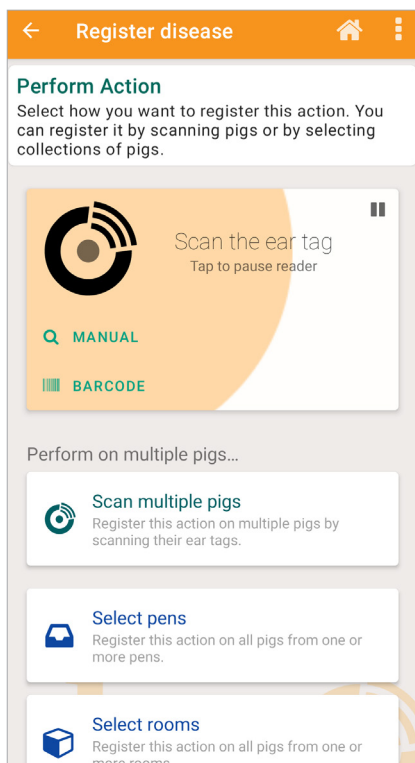 Register disease
Perform Action
Select how you want to register this action. You
can register it by scanning pigs or by selecting
collections of pigs.
Scan the ear tag
Tap to pause reader
MANUAL
BARCODE
Perform on multiple pigs...
Scan multiple pigs
Register this action on multiple pigs by
scanning their ear tags.
Select pens
Register this action on all pigs from one or
more pens.
Select rooms
Register this action on all pigs from one or
more rooms